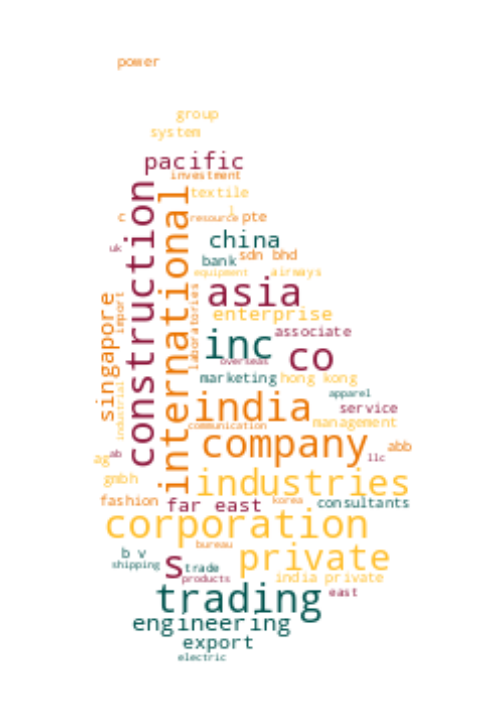 power
group
system
pacific
investment
textile
c
i
resource pte
uk
china
bank
sdn bhd
equipment
airways
construction
international
asia
singapore
import
laboratories
enterprise
associate
inc
co
overseas
marketing
hong kong
industrial
apparel
india
service
communication
management
company
abb
ag
ab
llc
gmbh
industries
fashion
far east
korea
consultants
corporation
bureau
b v
shipping
s
trade
private
products
india private
trading
east
engineering
export
electric